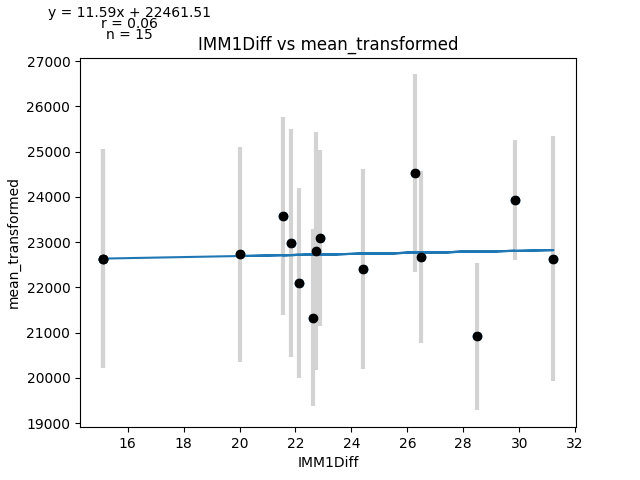 y = 11.59x + 22461.51
r = 0.06
n = 15
IMM1Diff vs mean_transformed
27000
26000
25000
24000
23000
22000
21000
20000
19000
mean_transformed
16 18 20 22 24 26 28 30 32
IMM1Diff